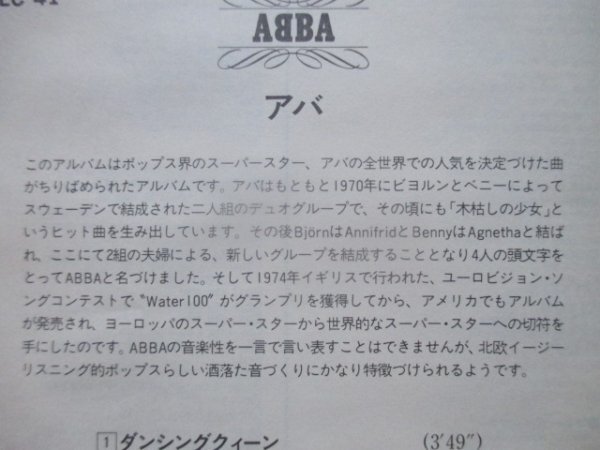 ABBA
アバ
このアルバムはポップス界のスーパースター、アバの全世界での人気を決定づけた曲
がちりばめられたアルバムです。アバはもともと1970年にビヨルンとベニーによって
スウェーデンで結成された二人組のデュオグループで、その頃にも「木枯しの少女」と
いうヒット曲を生み出しています。その後BjörnはAnnifridとBennyはAgnethaと結ば
れ、ここにて2組の夫婦による、新しいグループを結成することとなり4人の頭文字を
とってABBAと名づけました。そして1974年イギリスで行われた、ユーロビジョン・ソ
ングコンテストで〝Water100〞がグランプリを獲得してから、アメリカでもアルバム
が発売され、ヨーロッパのスーパー・スターから世界的なスーパー・スターへの切符を
手にしたのです。ABBAの音楽性を一言で言い表すことはできませんが、北欧イージー
リスニング的ポップスらしい洒落た音づくりにかなり特徴づけられるようです。
1 ダンシングクィーン (3′49″)